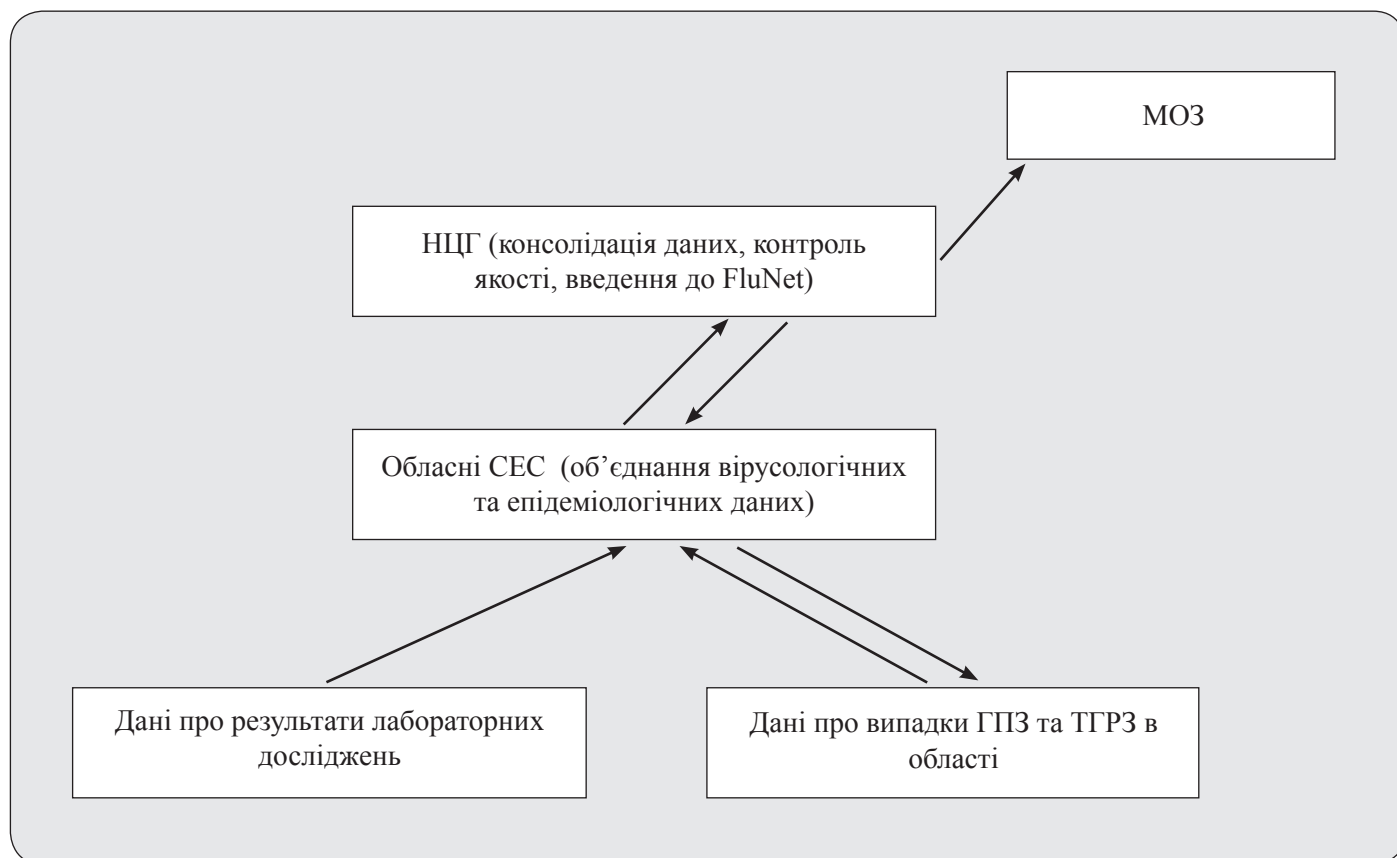 МОЗ
НЦГ (консолідація даних, контроль
якості, введення до FluNet)
Обласні СЕС (об’єднання вірусологічних
та епідеміологічних даних)
Дані про результати лабораторних
досліджень
Дані про випадки ГПЗ та ТГРЗ в
області